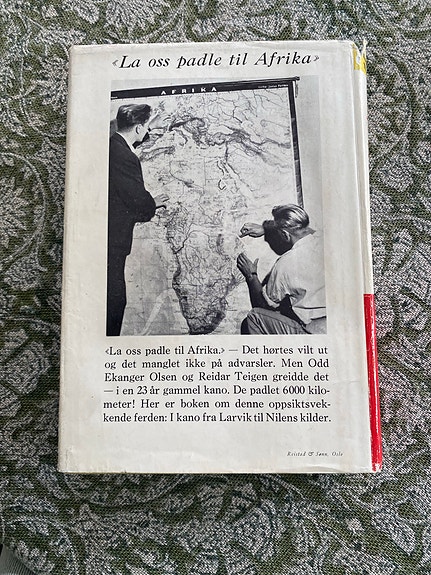 «La oss padle til Afrika»
AFRIKA
«La oss padle til Afrika.» — Det hørtes vilt ut
og det manglet ikke på advarsler. Men Odd
Ekanger Olsen og Reidar Teigen greidde det
— i en 23 år gammel kano. De padlet 6000 kilo-
meter! Her er boken om denne oppsiktsvek-
kende ferden: I kano fra Larvik til Nilens kilder.
Reistad & Sønn, Oslo